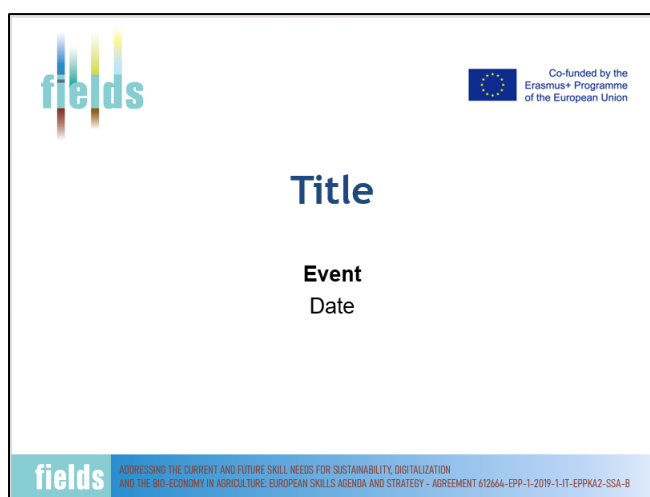 fields
Co-funded by the
Erasmus+ Programme
of the European Union
Title
Event
Date
fields
ADDRESSING THE CURRENT AND FUTURE SKILL NEEDS FOR SUSTAINABILITY, DIGITALIZATION
AND THE BIO-ECONOMY IN AGRICULTURE: EUROPEAN SKILLS AGENDA AND STRATEGY - AGREEMENT 612664-EPP-1-2019-1-IT-EPPKA2-SSA-B